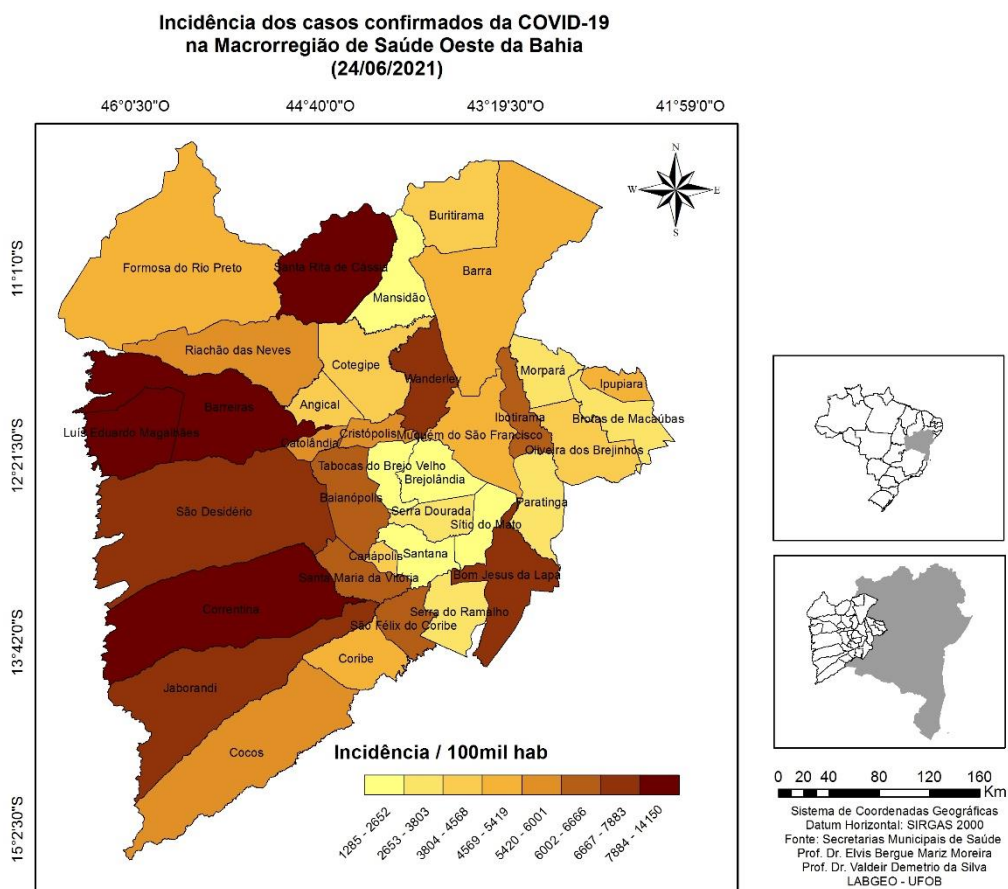 Incidência dos casos confirmados da COVID-19
na Macrorregião de Saúde Oeste da Bahia
(24/06/2021)
46°0'30"O
44°40'0"O
43°19'30"O
41°59'0"O
N
W
E
S
11°1'0"S
12°21'30"S
13°42'0"S
15°2'30"S
Buritirama
Formosa do Rio Preto
Santa Rita de Cássia
Barra
Mansidão
Riachão das Neves
Cotegipe
Wanderley
Morpará
Ipupiara
Angical
Barreiras
Ibotirama
Brotas de Macaúbas
Luís Eduardo Magalhães
Catolândia
Cristópolis
Muquém do São Francisco
Oliveira dos Brejinhos
Tabocas do Brejo Velho
Brejolândia
Baianópolis
Paratinga
São Desidério
Serra Dourada
Sítio do Mato
Canápolis
Santana
Santa Maria da Vitória
Bom Jesus da Lapa
Correntina
Serra do Ramalho
São Félix do Coribe
Coribe
Jaborandi
Cocos
Incidência / 100mil hab
1285 - 2652
2653 - 3803
3804 - 4568
4569 - 5419
5420 - 6001
6002 - 6666
6667 - 7883
7884 - 14150
0 20 40 80 120 160
Km
Sistema de Coordenadas Geográficas
Datum Horizontal: SIRGAS 2000
Fonte: Secretarias Municipais de Saúde
Prof. Dr. Elvis Bergue Mariz Moreira
Prof. Dr. Valdeir Demetrio da Silva
LABGEO - UFOB